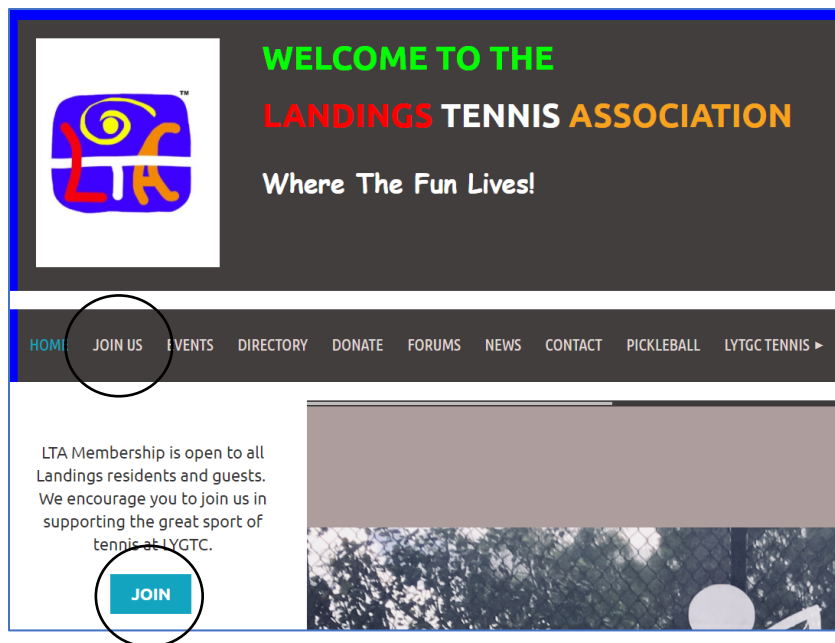 LTA
TM
WELCOME TO THE
LANDINGS TENNIS ASSOCIATION
Where The Fun Lives!
HOME JOIN US EVENTS DIRECTORY DONATE FORUMS NEWS CONTACT PICKLEBALL LYTGC TENNIS ►
LTA Membership is open to all
Landings residents and guests.
We encourage you to join us in
supporting the great sport of
tennis at LYGTC.
JOIN